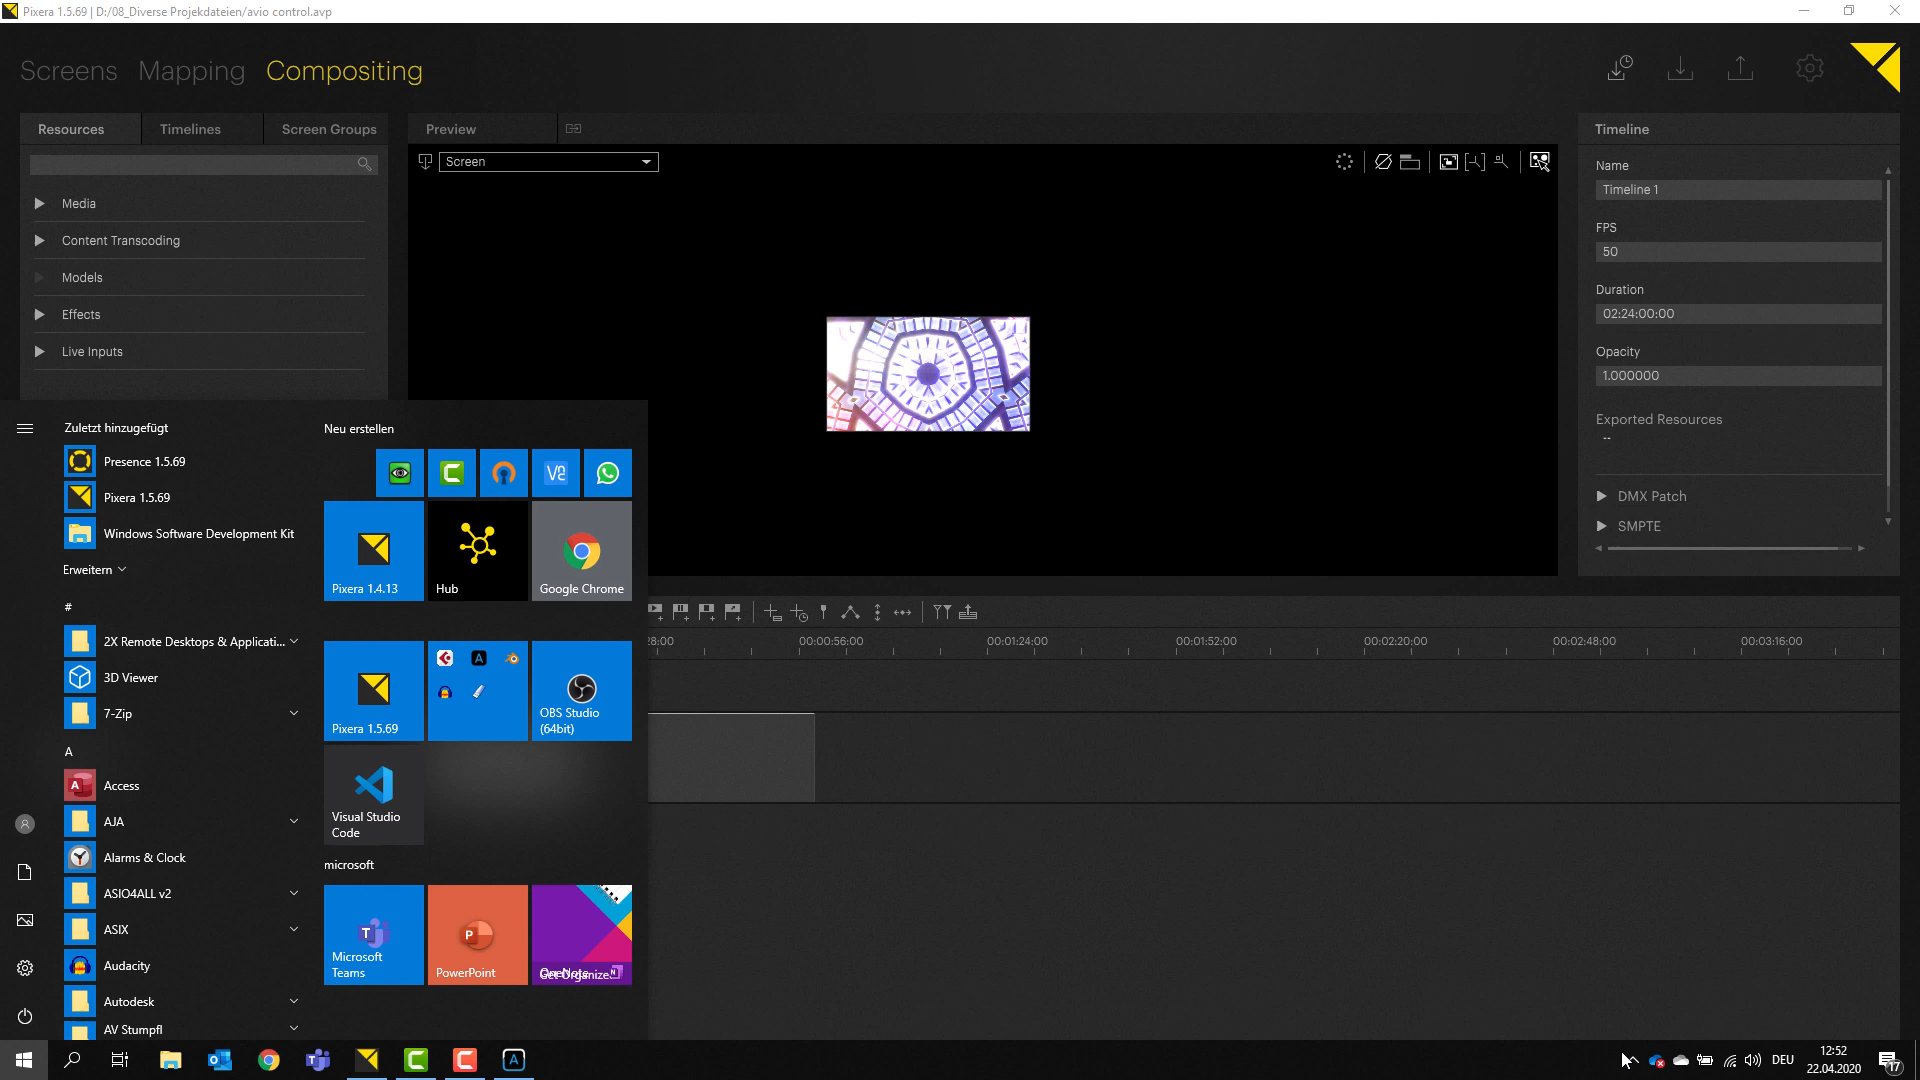 Pixera 1.5.69 | D:/08_Diverse Projekdateien/avio control.avp
Screens Mapping Compositing
Resources Timelines Screen Groups
Media
Content Transcoding
Models
Effects
Live Inputs
Preview
Screen
Timeline
Name
Timeline 1
FPS
50
Duration
02:24:00:00
Opacity
1.000000
Exported Resources
--
DMX Patch
SMPTE
28:00 00:00:56:00 00:01:24:00 00:01:52:00 00:02:20:00 00:02:48:00 00:03:16:00
Zuletzt hinzugefügt
Presence 1.5.69
Pixera 1.5.69
Windows Software Development Kit
Erweitern
#
2X Remote Desktops & Applicati...
3D Viewer
7-Zip
A
Access
AJA
Alarms & Clock
ASIO4ALL v2
ASIX
Audacity
Autodesk
AV Stumpfl
Neu erstellen
Pixera 1.4.13
Hub
Google Chrome
Pixera 1.5.69
OBS Studio
(64bit)
Visual Studio
Code
microsoft
Microsoft
Teams
PowerPoint
DEU
12:52
22.04.2020
17